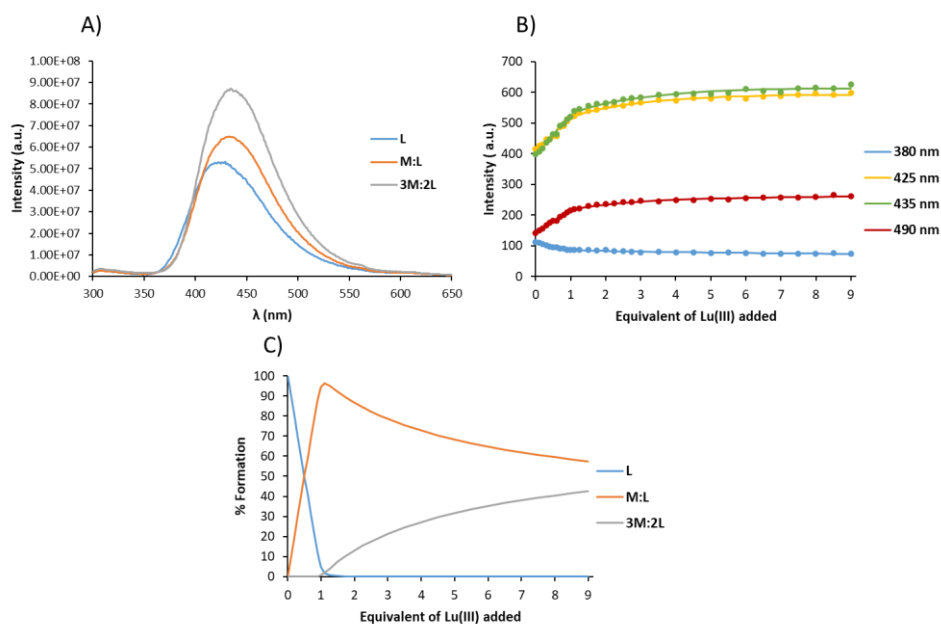 A)
1.00E+08
9.00E+07
8.00E+07
7.00E+07
6.00E+07
5.00E+07
4.00E+07
3.00E+07
2.00E+07
1.00E+07
0.00E+00
Intensity (a.u.)
300 350 400 450 500 550 600 650
λ (nm)
L
M:L
3M:2L
B)
700
600
500
400
300
200
100
0
Intensity ( a.u.)
0 1 2 3 4 5 6 7 8 9
Equivalent of Lu(III) added
380 nm
425 nm
435 nm
490 nm
C)
100
90
80
70
60
50
40
30
20
10
0
% Formation
0 1 2 3 4 5 6 7 8 9
Equivalent of Lu(III) added
L
M:L
3M:2L